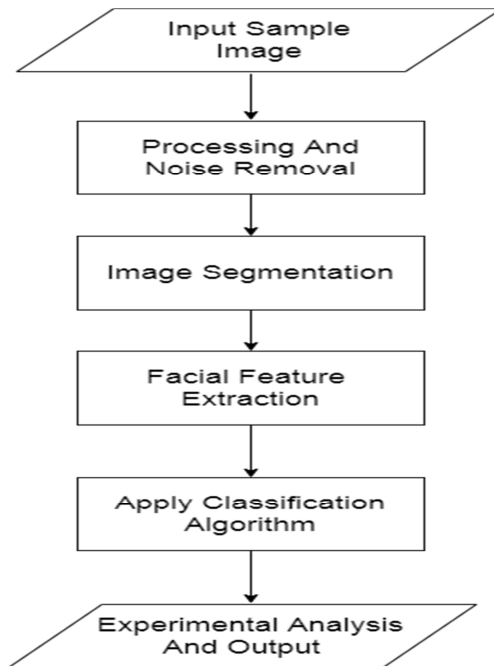 Input Sample
Image
Processing And
Noise Removal
Image Segmentation
Facial Feature
Extraction
Apply Classification
Algorithm
Experimental Analysis
And Output